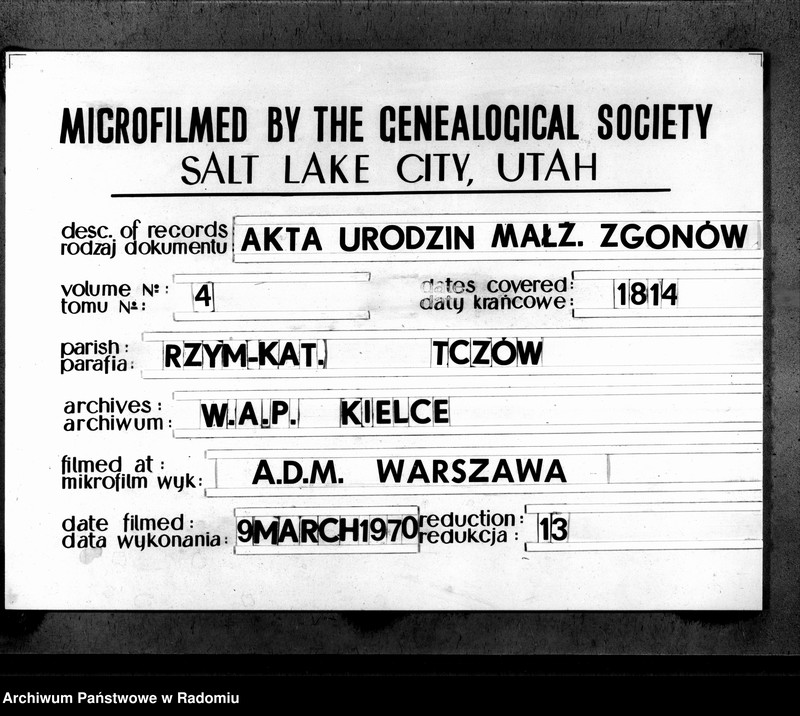 MICROFILMED BY THE GENEALOGICAL SOCIETY
SALT LAKE CITY, UTAH
desc. of records
rodzaj dokumentu AKTA URODZIN MAŁŻ. ZGONÓW
volume Nº:
tomu Nº: 4
dates covered:
daty krańcowe: 1814
parish:
parafia: RZYM-KAT. TCZÓW
archives:
archiwum: W.A.P. KIELCE
filmed at:
mikrofilm wyk: A.D.M. WARSZAWA
date filmed:
data wykonania: 9MARCH1970
reduction:
redukcja: 13
Archiwum Państwowe w Radomiu